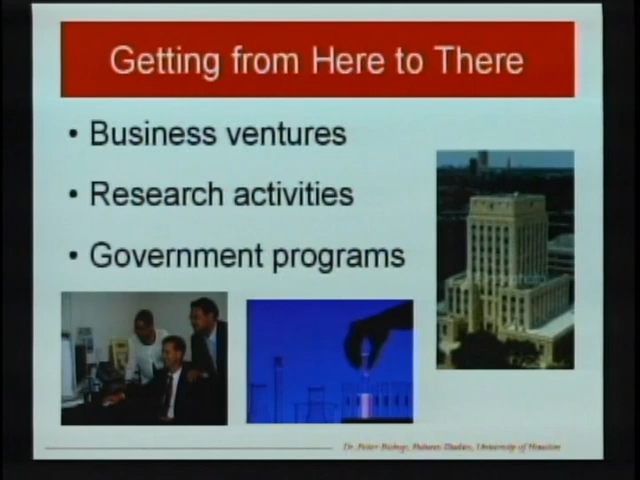 Getting from Here to There
• Business ventures
• Research activities
• Government programs
Dr. Peter Bishop, Futures Studies, University of Houston